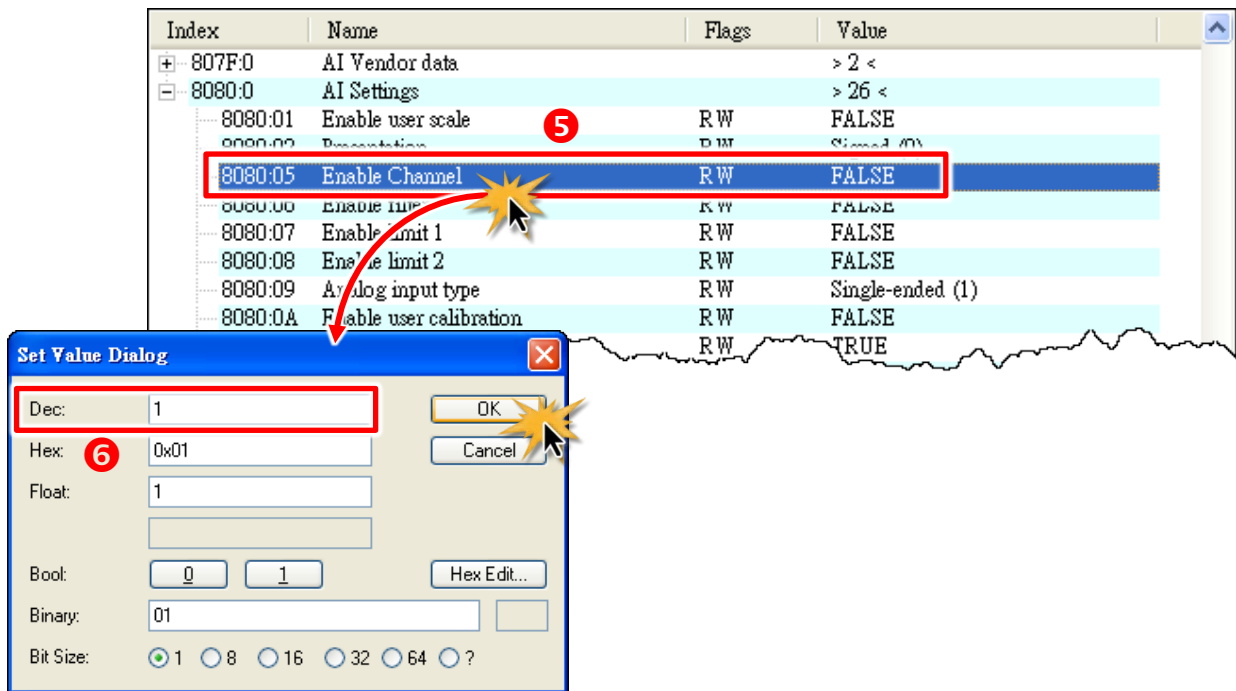 Index Name Flags Value
807F:0 AI Vendor data > 2 <
8080:0 AI Settings > 26 <
8080:01 Enable user scale RW FALSE
5
8080:05 Enable Channel RW FALSE
8080:07 Enable limit 1 RW FALSE
8080:08 Enable limit 2 RW FALSE
8080:09 Analog input type RW Single-ended (1)
8080:0A Enable user calibration RW FALSE
RW TRUE
Set Value Dialog
Dec: 1 OK
6
Hex: 0x01 Cancel
Float: 1
Bool: 0 1 Hex Edit...
Binary: 01
Bit Size: 1 8 16 32 64 ?